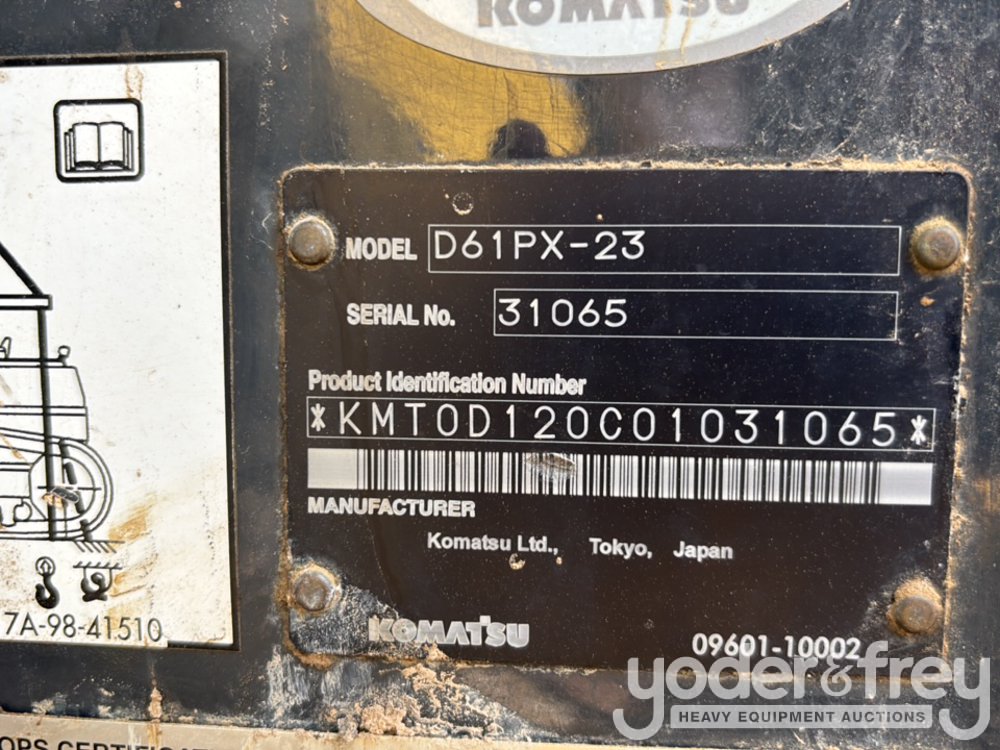 KOMATSU
MODEL D61PX-23
SERIAL No. 31065
Product Identification Number
*KMT0D120C01031065*
MANUFACTURER
Komatsu Ltd., Tokyo, Japan
KOMATSU 09601-10002
7A-98-41510
yoder&frey
HEAVY EQUIPMENT AUCTIONS